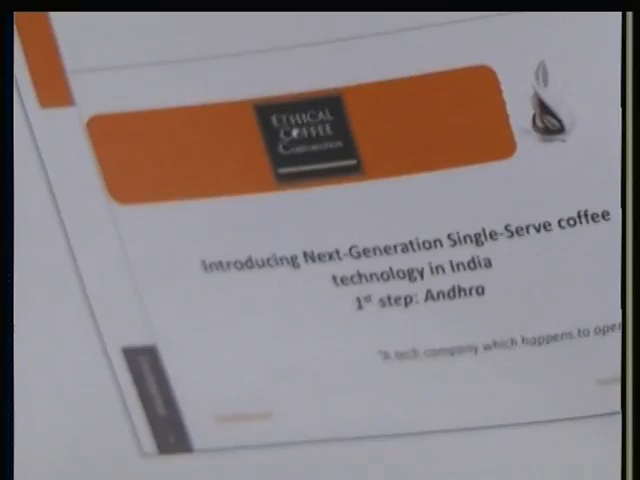 ETHICAL
COFFEE
CORPORATION
Introducing Next-Generation Single-Serve coffee
technology in India
1st step: Andhra
"A tech company which happens to oper